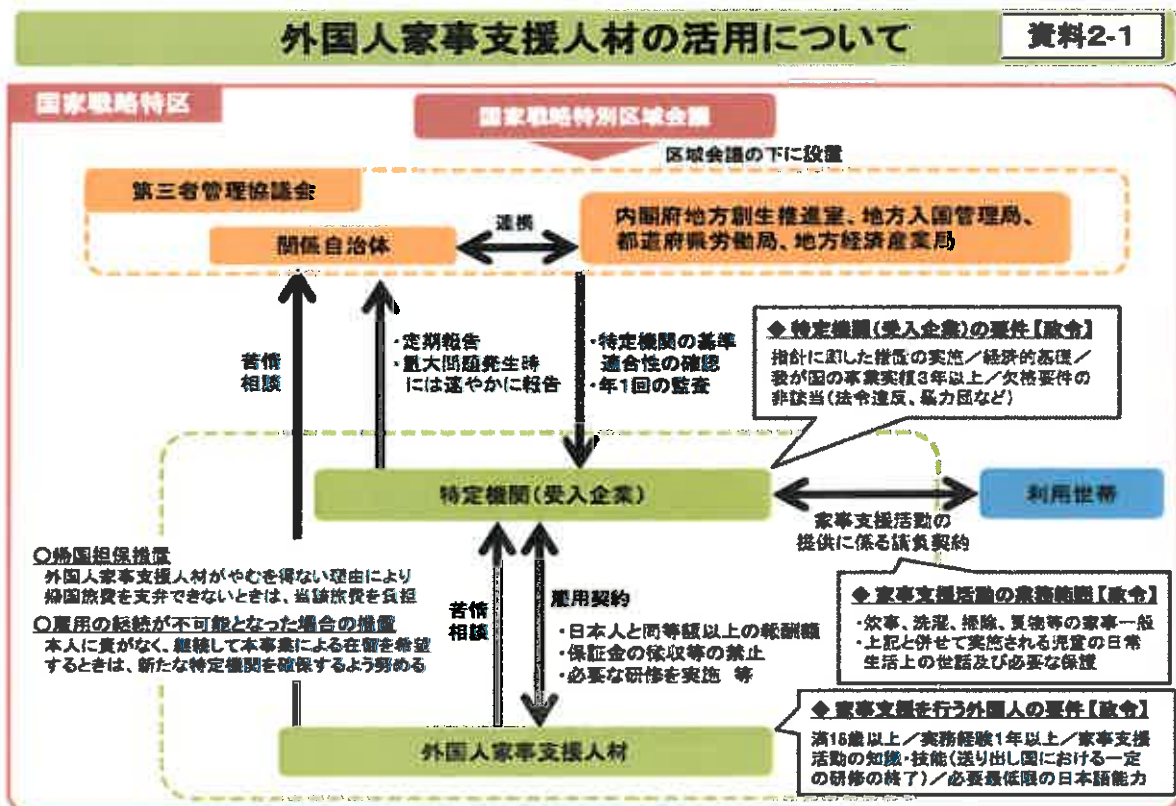 外国人家事支援人材の活用について
資料2-1
国家戦略特区
国家戦略特別区域会議
区域会議の下に設置
第三者管理協議会
関係自治体
連携
内閣府地方創生推進室、地方入国管理局、
都道府県労働局、地方経済産業局
苦情
相談
・定期報告
・重大問題発生時
には速やかに報告
・特定機関の基準
適合性の確認
・年1回の監査
◆ 特定機関(受入企業)の要件【政令】
指針に即した措置の実施／経済的基礎／
我が国の事業実績3年以上／欠格要件の
非該当(法令違反、暴力団など)
特定機関(受入企業)
利用世帯
家事支援活動の
提供に係る請負契約
○帰国担保措置
外国人家事支援人材がやむを得ない理由により
帰国旅費を支弁できないときは、当該旅費を負担
○雇用の継続が不可能となった場合の措置
本人に責がなく、継続して本事業による在留を希望
するときは、新たな特定機関を確保するよう努める
苦情
相談
雇用契約
・日本人と同等額以上の報酬額
・保証金の徴収等の禁止
・必要な研修を実施 等
◆ 家事支援活動の業務範囲【政令】
・炊事、洗濯、掃除、買物等の家事一般
・上記と併せて実施される児童の日常
生活上の世話及び必要な保護
外国人家事支援人材
◆ 家事支援を行う外国人の要件【政令】
満18歳以上／実務経験1年以上／家事支援
活動の知識・技能(送り出し国における一定
の研修の終了)／必要最低限の日本語能力